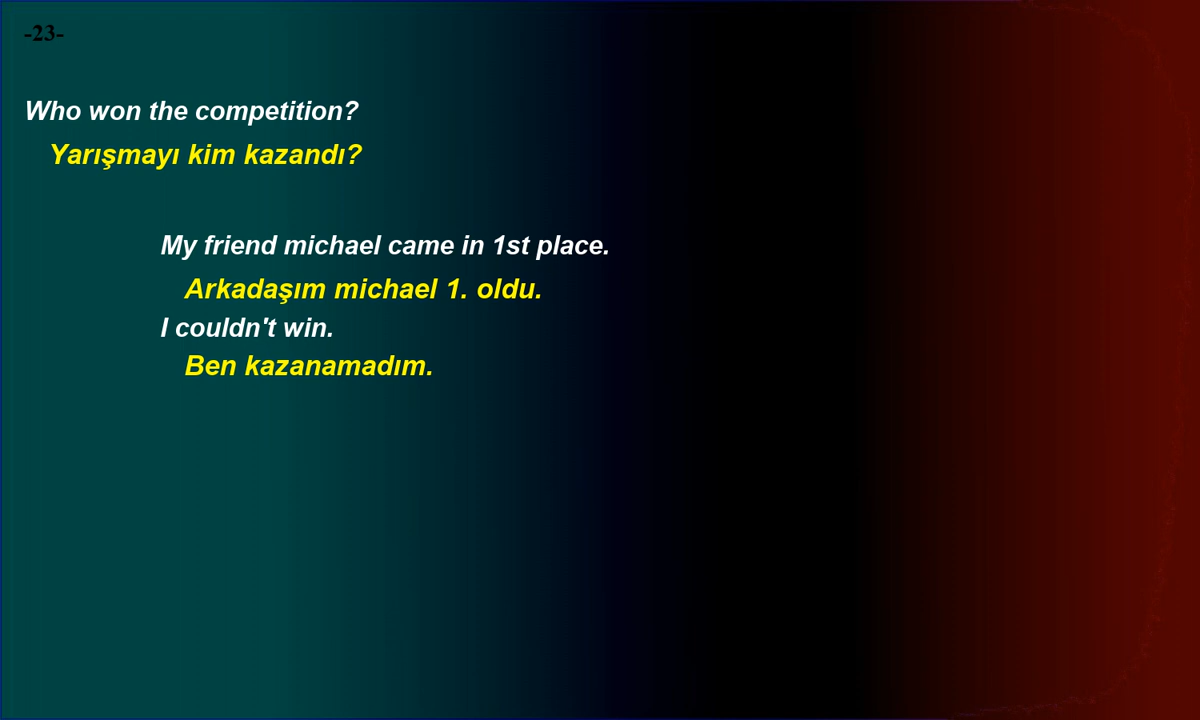 -23-
Who won the competition?
Yarışmayı kim kazandı?
My friend michael came in 1st place.
Arkadaşım michael 1. oldu.
I couldn't win.
Ben kazanamadım.